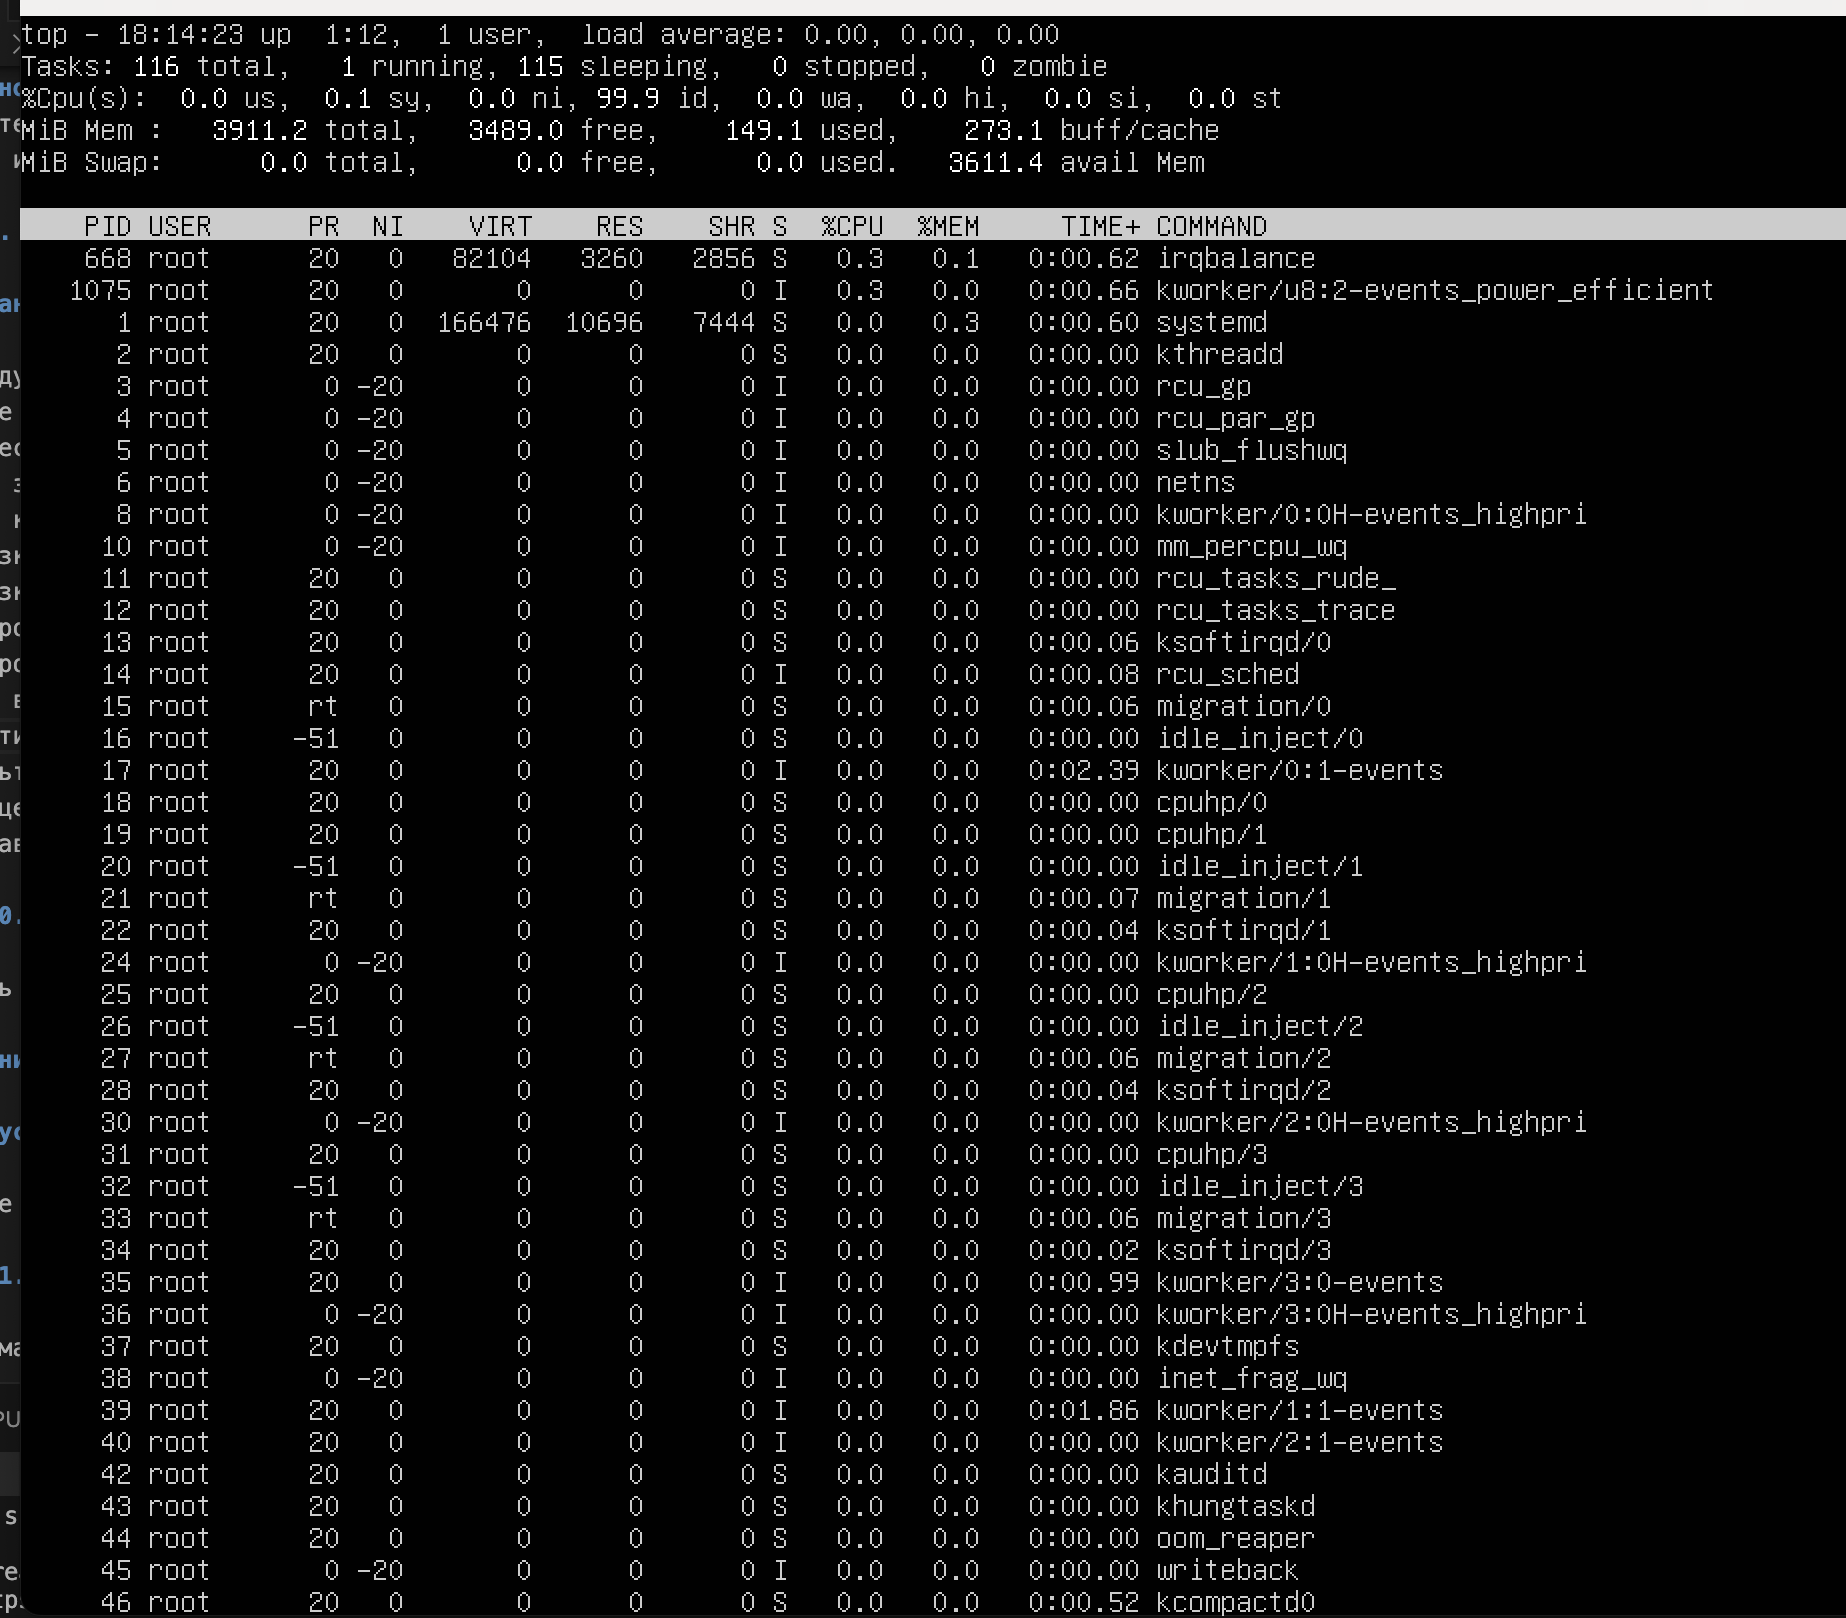 top - 18:14:23 up  1:12,  1 user,  load average: 0.00, 0.00, 0.00
Tasks: 116 total,   1 running, 115 sleeping,   0 stopped,   0 zombie
%Cpu(s):  0.0 us,  0.1 sy,  0.0 ni, 99.9 id,  0.0 wa,  0.0 hi,  0.0 si,  0.0 st
MiB Mem :   3911.2 total,   3489.0 free,    149.1 used,    273.1 buff/cache
MiB Swap:      0.0 total,      0.0 free,      0.0 used.   3611.4 avail Mem
PID USER      PR  NI    VIRT    RES    SHR S  %CPU  %MEM     TIME+ COMMAND
668 root      20   0   82104   3260   2856 S   0.3   0.1   0:00.62 irqbalance
1075 root      20   0       0      0      0 I   0.3   0.0   0:00.66 kworker/u8:2-events_power_efficient
1 root      20   0  166476  10696   7444 S   0.0   0.3   0:00.60 systemd
2 root      20   0       0      0      0 S   0.0   0.0   0:00.00 kthreadd
3 root       0 -20       0      0      0 I   0.0   0.0   0:00.00 rcu_gp
4 root       0 -20       0      0      0 I   0.0   0.0   0:00.00 rcu_par_gp
5 root       0 -20       0      0      0 I   0.0   0.0   0:00.00 slub_flushwq
6 root       0 -20       0      0      0 I   0.0   0.0   0:00.00 netns
8 root       0 -20       0      0      0 I   0.0   0.0   0:00.00 kworker/0:0H-events_highpri
10 root       0 -20       0      0      0 I   0.0   0.0   0:00.00 mm_percpu_wq
11 root      20   0       0      0      0 S   0.0   0.0   0:00.00 rcu_tasks_rude_
12 root      20   0       0      0      0 S   0.0   0.0   0:00.00 rcu_tasks_trace
13 root      20   0       0      0      0 S   0.0   0.0   0:00.06 ksoftirqd/0
14 root      20   0       0      0      0 I   0.0   0.0   0:00.08 rcu_sched
15 root      rt   0       0      0      0 S   0.0   0.0   0:00.06 migration/0
16 root     -51   0       0      0      0 S   0.0   0.0   0:00.00 idle_inject/0
17 root      20   0       0      0      0 I   0.0   0.0   0:02.39 kworker/0:1-events
18 root      20   0       0      0      0 S   0.0   0.0   0:00.00 cpuhp/0
19 root      20   0       0      0      0 S   0.0   0.0   0:00.00 cpuhp/1
20 root     -51   0       0      0      0 S   0.0   0.0   0:00.00 idle_inject/1
21 root      rt   0       0      0      0 S   0.0   0.0   0:00.07 migration/1
22 root      20   0       0      0      0 S   0.0   0.0   0:00.04 ksoftirqd/1
24 root       0 -20       0      0      0 I   0.0   0.0   0:00.00 kworker/1:0H-events_highpri
25 root      20   0       0      0      0 S   0.0   0.0   0:00.00 cpuhp/2
26 root     -51   0       0      0      0 S   0.0   0.0   0:00.00 idle_inject/2
27 root      rt   0       0      0      0 S   0.0   0.0   0:00.06 migration/2
28 root      20   0       0      0      0 S   0.0   0.0   0:00.04 ksoftirqd/2
30 root       0 -20       0      0      0 I   0.0   0.0   0:00.00 kworker/2:0H-events_highpri
31 root      20   0       0      0      0 S   0.0   0.0   0:00.00 cpuhp/3
32 root     -51   0       0      0      0 S   0.0   0.0   0:00.00 idle_inject/3
33 root      rt   0       0      0      0 S   0.0   0.0   0:00.06 migration/3
34 root      20   0       0      0      0 S   0.0   0.0   0:00.02 ksoftirqd/3
35 root      20   0       0      0      0 I   0.0   0.0   0:00.99 kworker/3:0-events
36 root       0 -20       0      0      0 I   0.0   0.0   0:00.00 kworker/3:0H-events_highpri
37 root      20   0       0      0      0 S   0.0   0.0   0:00.00 kdevtmpfs
38 root       0 -20       0      0      0 I   0.0   0.0   0:00.00 inet_frag_wq
39 root      20   0       0      0      0 I   0.0   0.0   0:01.86 kworker/1:1-events
40 root      20   0       0      0      0 I   0.0   0.0   0:00.00 kworker/2:1-events
42 root      20   0       0      0      0 S   0.0   0.0   0:00.00 kauditd
43 root      20   0       0      0      0 S   0.0   0.0   0:00.00 khungtaskd
44 root      20   0       0      0      0 S   0.0   0.0   0:00.00 oom_reaper
45 root       0 -20       0      0      0 I   0.0   0.0   0:00.00 writeback
46 root      20   0       0      0      0 S   0.0   0.0   0:00.52 kcompactd0